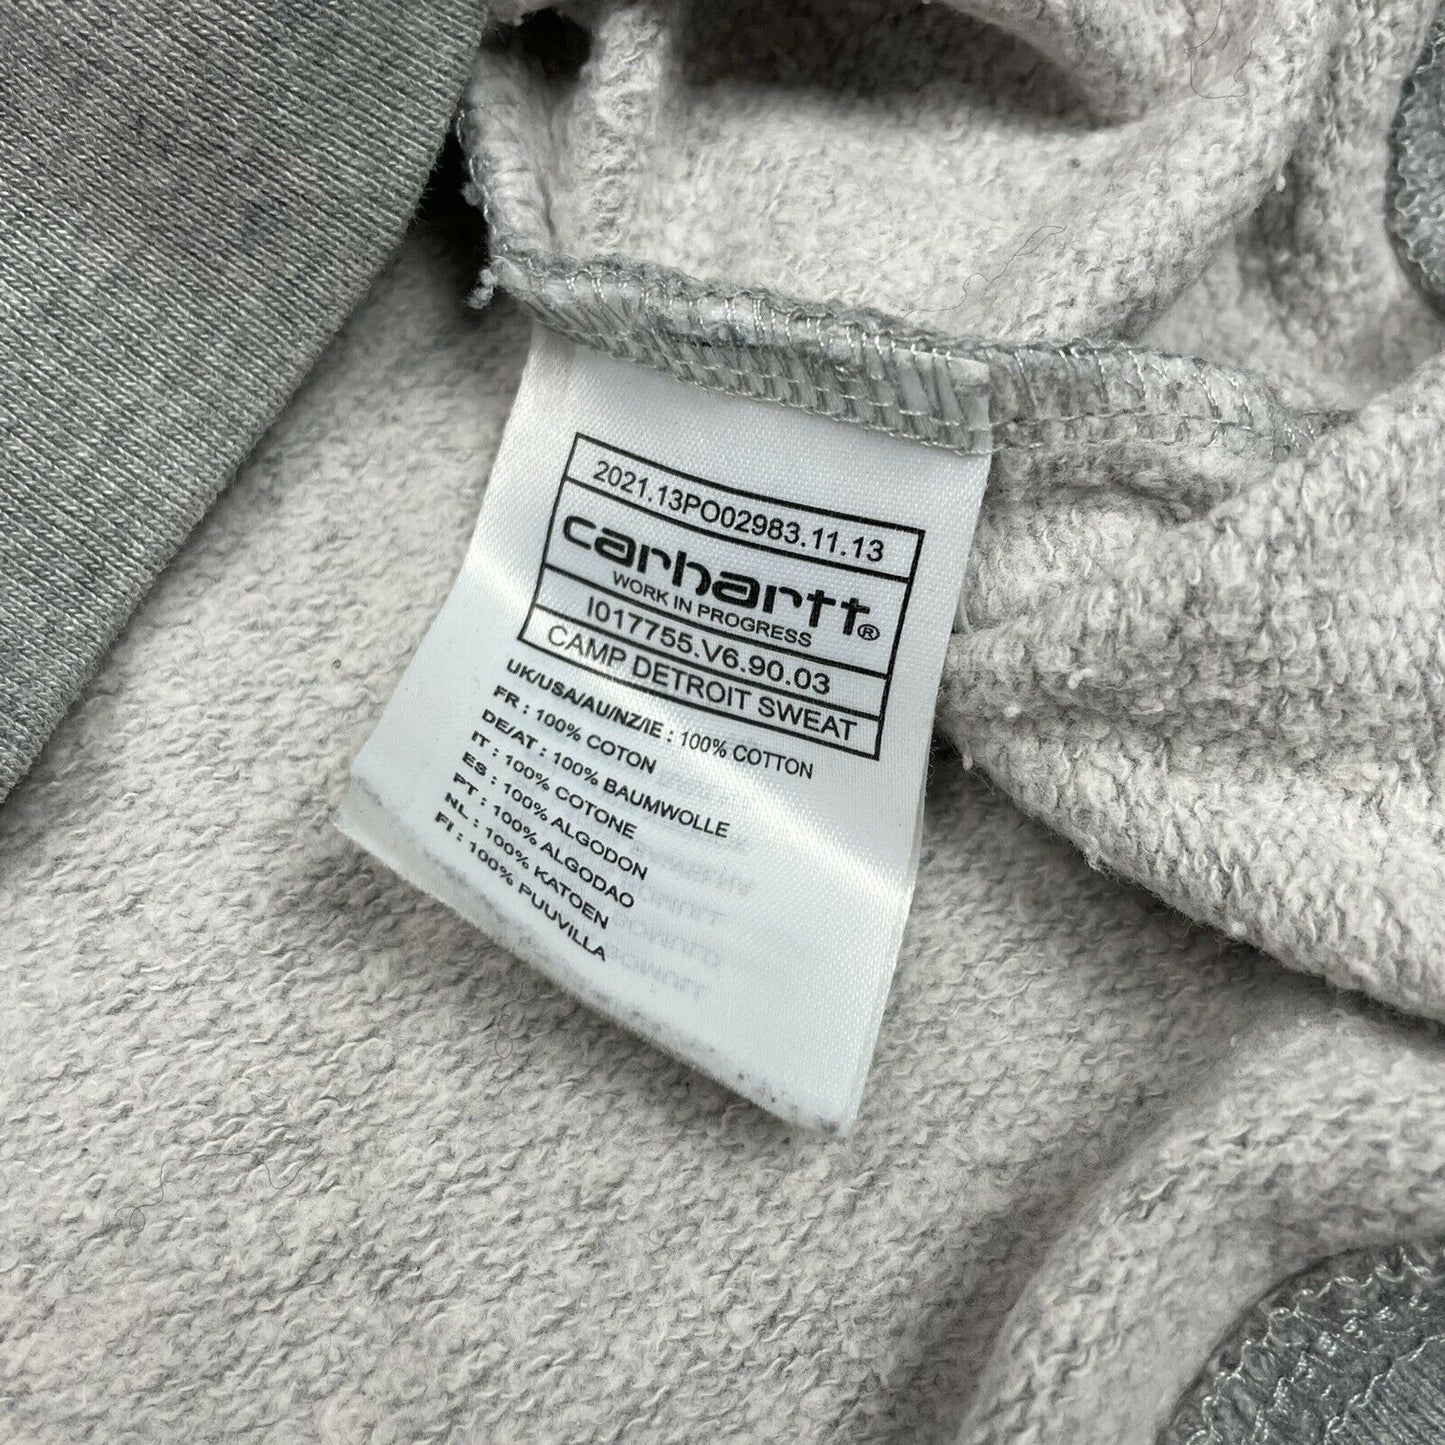 2021.13PO02983.11.13
carhartt®
WORK IN PROGRESS
I017755.V6.90.03
CAMP DETROIT SWEAT
UK/USA/AU/NZ/IE : 100% COTTON
FR : 100% COTON
DE/AT : 100% BAUMWOLLE
IT : 100% COTONE
ES : 100% ALGODON
PT : 100% ALGODAO
NL : 100% KATOEN
FI : 100% PUUVILLA